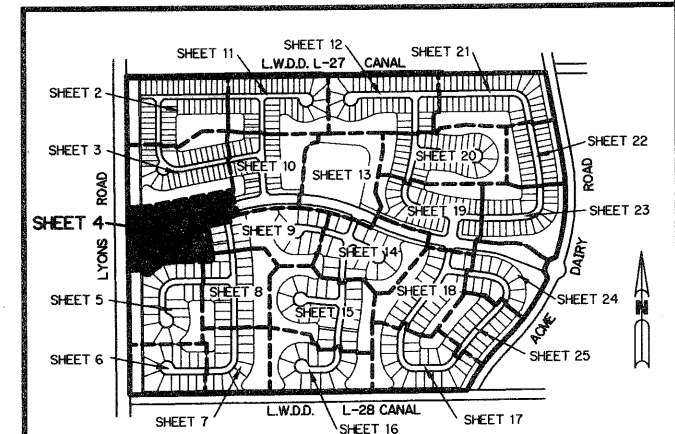 SHEET 11
SHEET 12
SHEET 21
L.W.D.D. L-27 CANAL
SHEET 2
SHEET 22
SHEET 3
SHEET 10
SHEET 20
SHEET 13
LYONS ROAD
SHEET 4
SHEET 19
SHEET 23
SHEET 9
SHEET 14
ACME DAIRY ROAD
SHEET 8
SHEET 18
SHEET 24
N
SHEET 5
SHEET 15
SHEET 25
SHEET 6
SHEET 7
L.W.D.D. L-28 CANAL
SHEET 16
SHEET 17